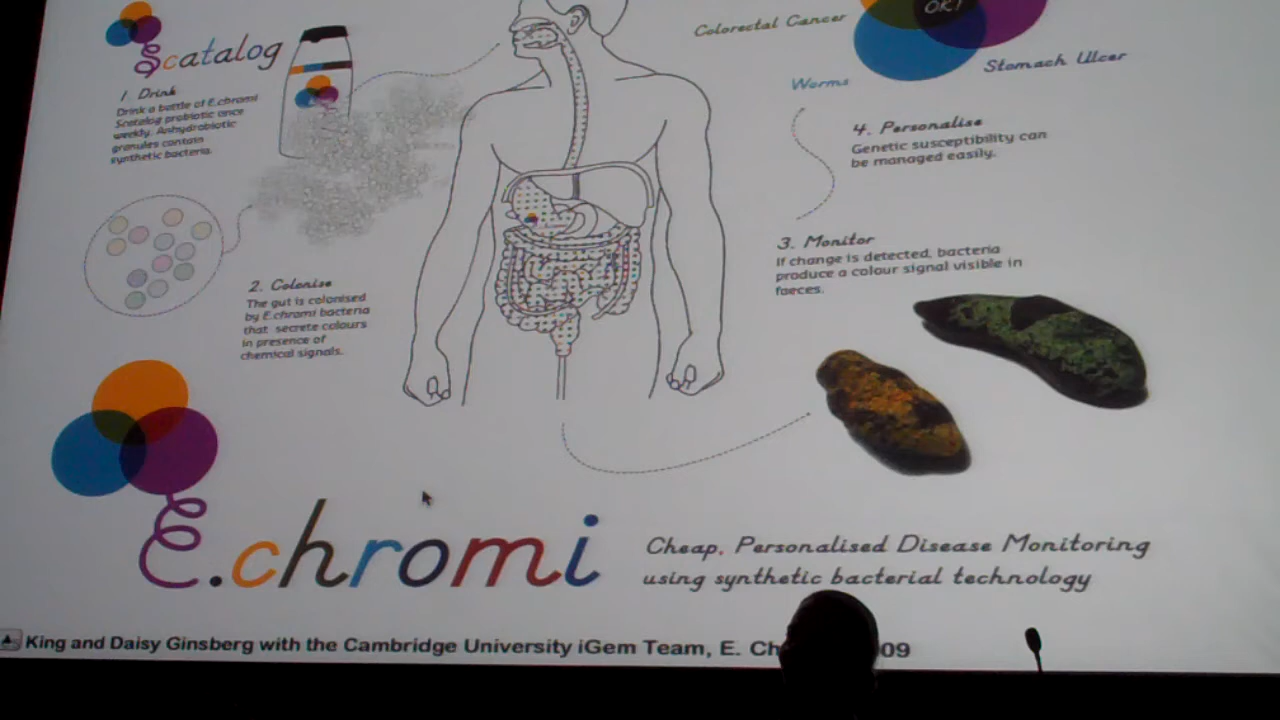 Scatalog
1. Drink
Drink a bottle of E.chromi
Scatalog probiotic once
weekly. Anhydrobiotic
granules contain
synthetic bacteria.
2. Colonise
The gut is colonised
by E.chromi bacteria
that secrete colours
in presence of
chemical signals.
Colorectal Cancer
OK!
Worms
Stomach Ulcer
4. Personalise
Genetic susceptibility can
be managed easily.
3. Monitor
If change is detected, bacteria
produce a colour signal visible in
faeces.
E.chromi
Cheap, Personalised Disease Monitoring
using synthetic bacterial technology
King and Daisy Ginsberg with the Cambridge University iGem Team, E. Ch 09